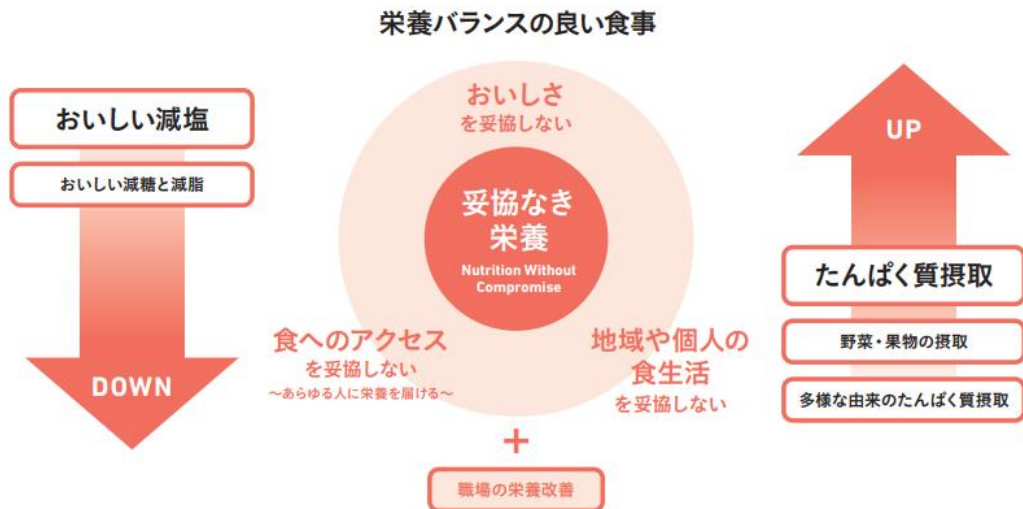 栄養バランスの良い食事
おいしい減塩
おいしい減糖と減脂
DOWN
おいしさ
を妥協しない
妥協なき
栄養
Nutrition Without
Compromise
食へのアクセス
を妥協しない
〜あらゆる人に栄養を届ける〜
地域や個人の
食生活
を妥協しない
+
職場の栄養改善
UP
たんぱく質摂取
野菜・果物の摂取
多様な由来のたんぱく質摂取